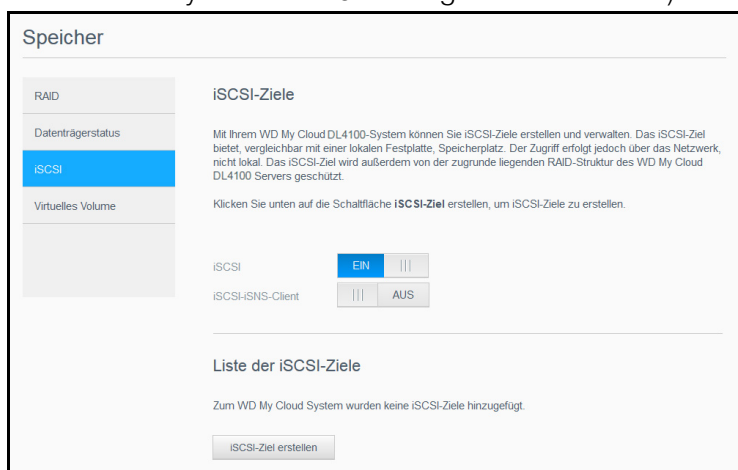 Speicher
RAID
Datenträgerstatus
iSCSI
Virtuelles Volume
iSCSI-Ziele
Mit Ihrem WD My Cloud DL4100-System können Sie iSCSI-Ziele erstellen und verwalten. Das iSCSI-Ziel
bietet, vergleichbar mit einer lokalen Festplatte, Speicherplatz. Der Zugriff erfolgt jedoch über das Netzwerk,
nicht lokal. Das iSCSI-Ziel wird außerdem von der zugrunde liegenden RAID-Struktur des WD My Cloud
DL4100 Servers geschützt.
Klicken Sie unten auf die Schaltfläche iSCSI-Ziel erstellen, um iSCSI-Ziele zu erstellen.
iSCSI EIN
iSCSI-iSNS-Client AUS
Liste der iSCSI-Ziele
Zum WD My Cloud System wurden keine iSCSI-Ziele hinzugefügt.
iSCSI-Ziel erstellen